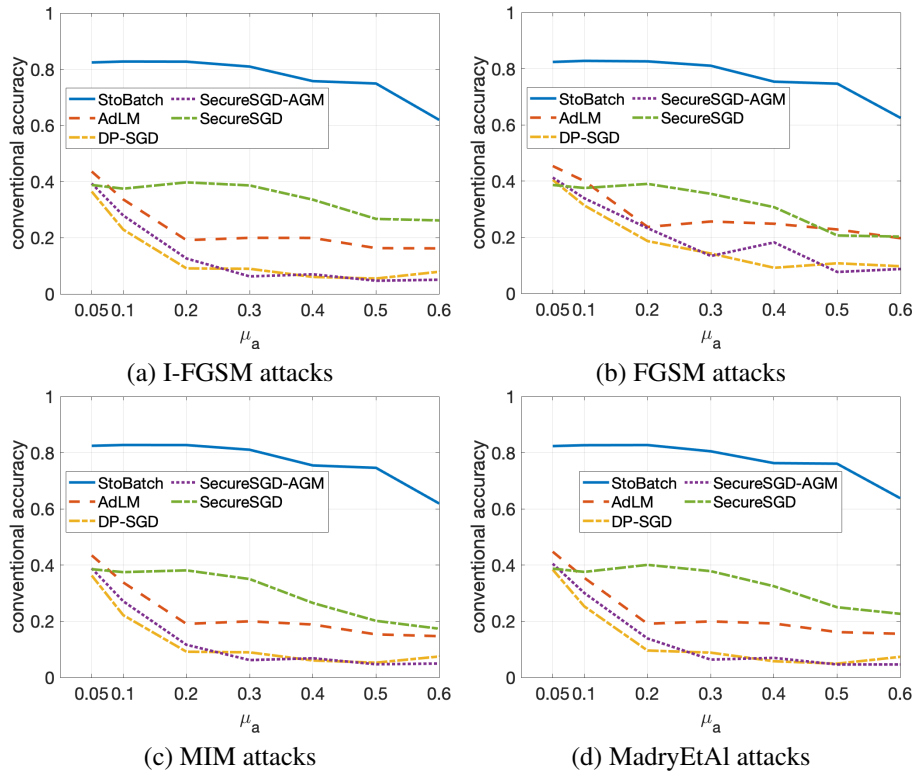 1
0.8
0.6
0.4
0.2
0
conventional accuracy
StoBatch
AdLM
DP-SGD
SecureSGD-AGM
SecureSGD
0.05 0.1 0.2 0.3 0.4 0.5 0.6
μa
(a) I-FGSM attacks
1
0.8
0.6
0.4
0.2
0
conventional accuracy
StoBatch
AdLM
DP-SGD
SecureSGD-AGM
SecureSGD
0.05 0.1 0.2 0.3 0.4 0.5 0.6
μa
(b) FGSM attacks
1
0.8
0.6
0.4
0.2
0
conventional accuracy
StoBatch
AdLM
DP-SGD
SecureSGD-AGM
SecureSGD
0.05 0.1 0.2 0.3 0.4 0.5 0.6
μa
(c) MIM attacks
1
0.8
0.6
0.4
0.2
0
conventional accuracy
StoBatch
AdLM
DP-SGD
SecureSGD-AGM
SecureSGD
0.05 0.1 0.2 0.3 0.4 0.5 0.6
μa
(d) MadryEtAl attacks